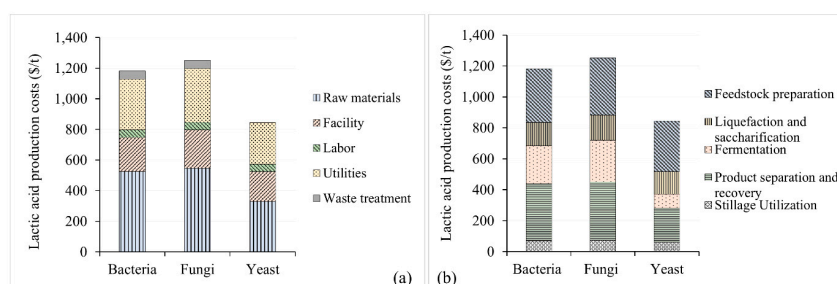 Lactic acid production costs ($/t)
1,400
1,200
1,000
800
600
400
200
0
Bacteria
Fungi
Yeast
Raw materials
Facility
Labor
Utilities
Waste treatment
(a)
Lactic acid production costs ($/t)
1,400
1,200
1,000
800
600
400
200
0
Bacteria
Fungi
Yeast
Feedstock preparation
Liquefaction and
saccharification
Fermentation
Product separation and
recovery
Stillage Utilization
(b)